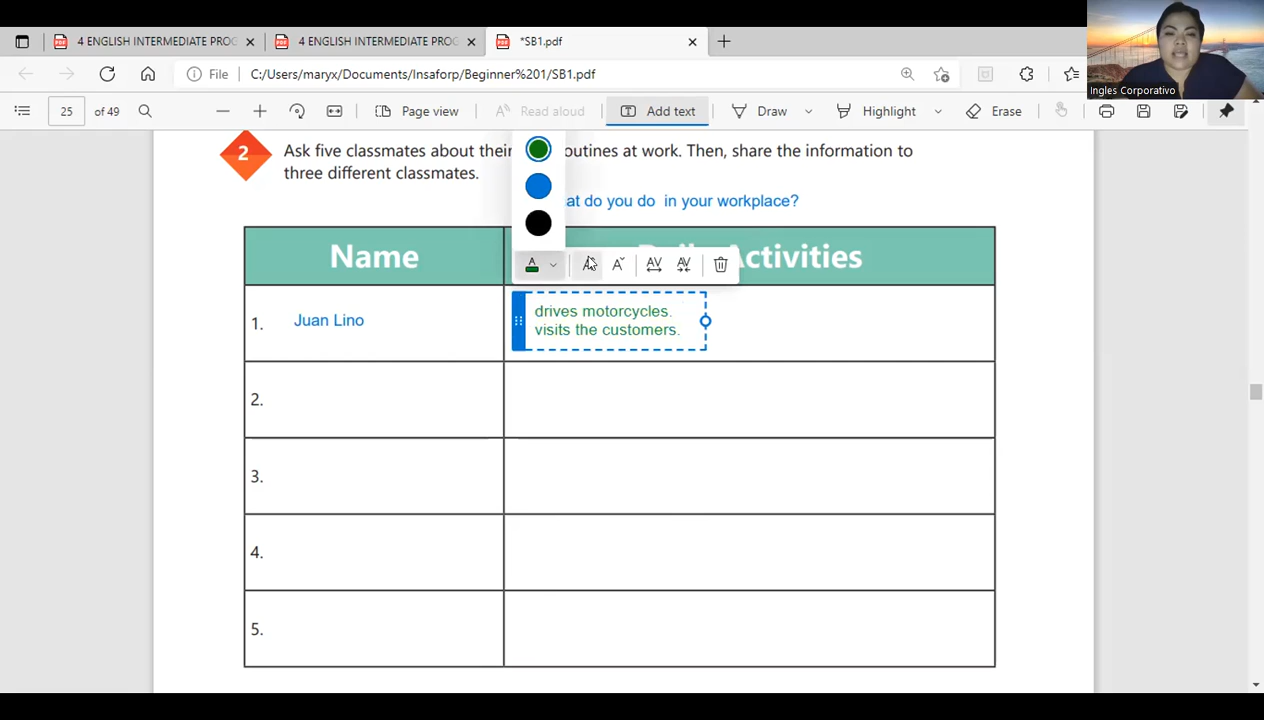 4 ENGLISH INTERMEDIATE PROG
4 ENGLISH INTERMEDIATE PROG
*SB1.pdf
File
C:/Users/maryx/Documents/Insaforp/Beginner%201/SB1.pdf
Ingles Corporativo
25 of 49
Page view
Read aloud
Add text
Draw
Highlight
Erase
2
Ask five classmates about their outines at work. Then, share the information to
three different classmates.
at do you do in your workplace?
Name
Activities
1. Juan Lino
drives motorcycles.
visits the customers.
2.
3.
4.
5.